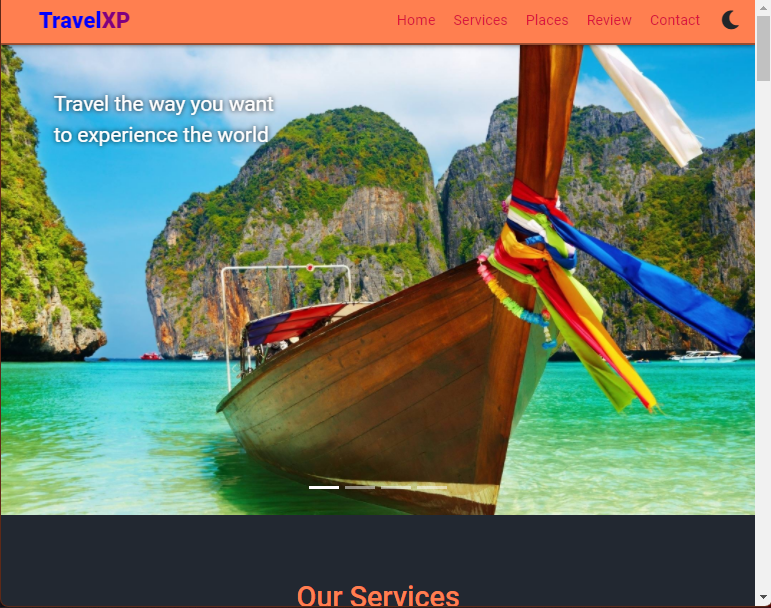 TravelXP
Home Services Places Review Contact
Travel the way you want
to experience the world
Our Services